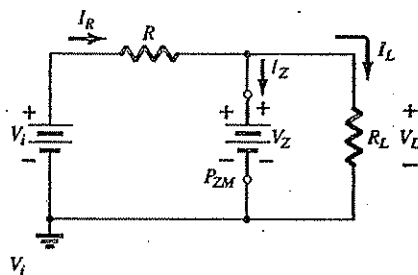 I_R
R
I_L
I_Z
+ + +
V_i V_Z R_L V_L
− − −
P_ZM
V_i